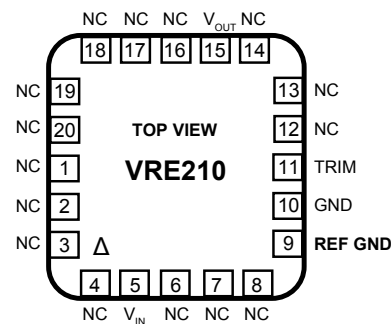 NC NC NC VOUT NC
18 17 16 15 14
NC 19 13 NC
NC 20 TOP VIEW 12 NC
NC 1 VRE210 11 TRIM
NC 2 10 GND
NC 3 Δ 9 REF GND
4 5 6 7 8
NC VIN NC NC NC